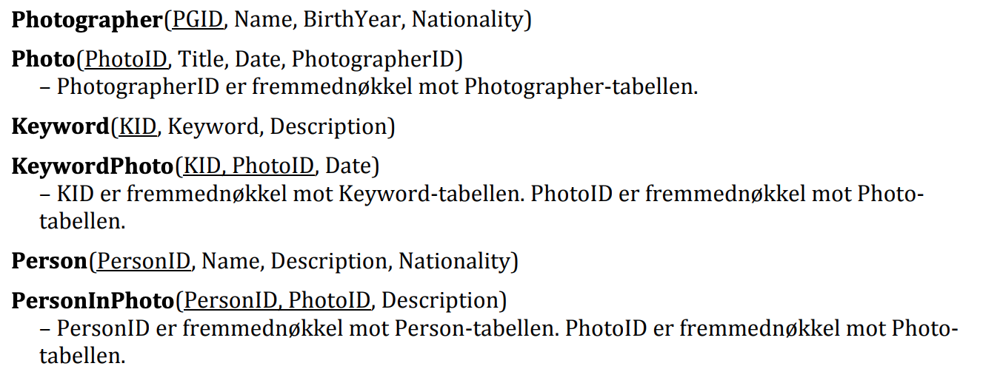 Photographer(PGID, Name, BirthYear, Nationality)
Photo(PhotoID, Title, Date, PhotographerID)
– PhotographerID er fremmednøkkel mot Photographer-tabellen.
Keyword(KID, Keyword, Description)
KeywordPhoto(KID, PhotoID, Date)
– KID er fremmednøkkel mot Keyword-tabellen. PhotoID er fremmednøkkel mot Photo-
tabellen.
Person(PersonID, Name, Description, Nationality)
PersonInPhoto(PersonID, PhotoID, Description)
– PersonID er fremmednøkkel mot Person-tabellen. PhotoID er fremmednøkkel mot Photo-
tabellen.